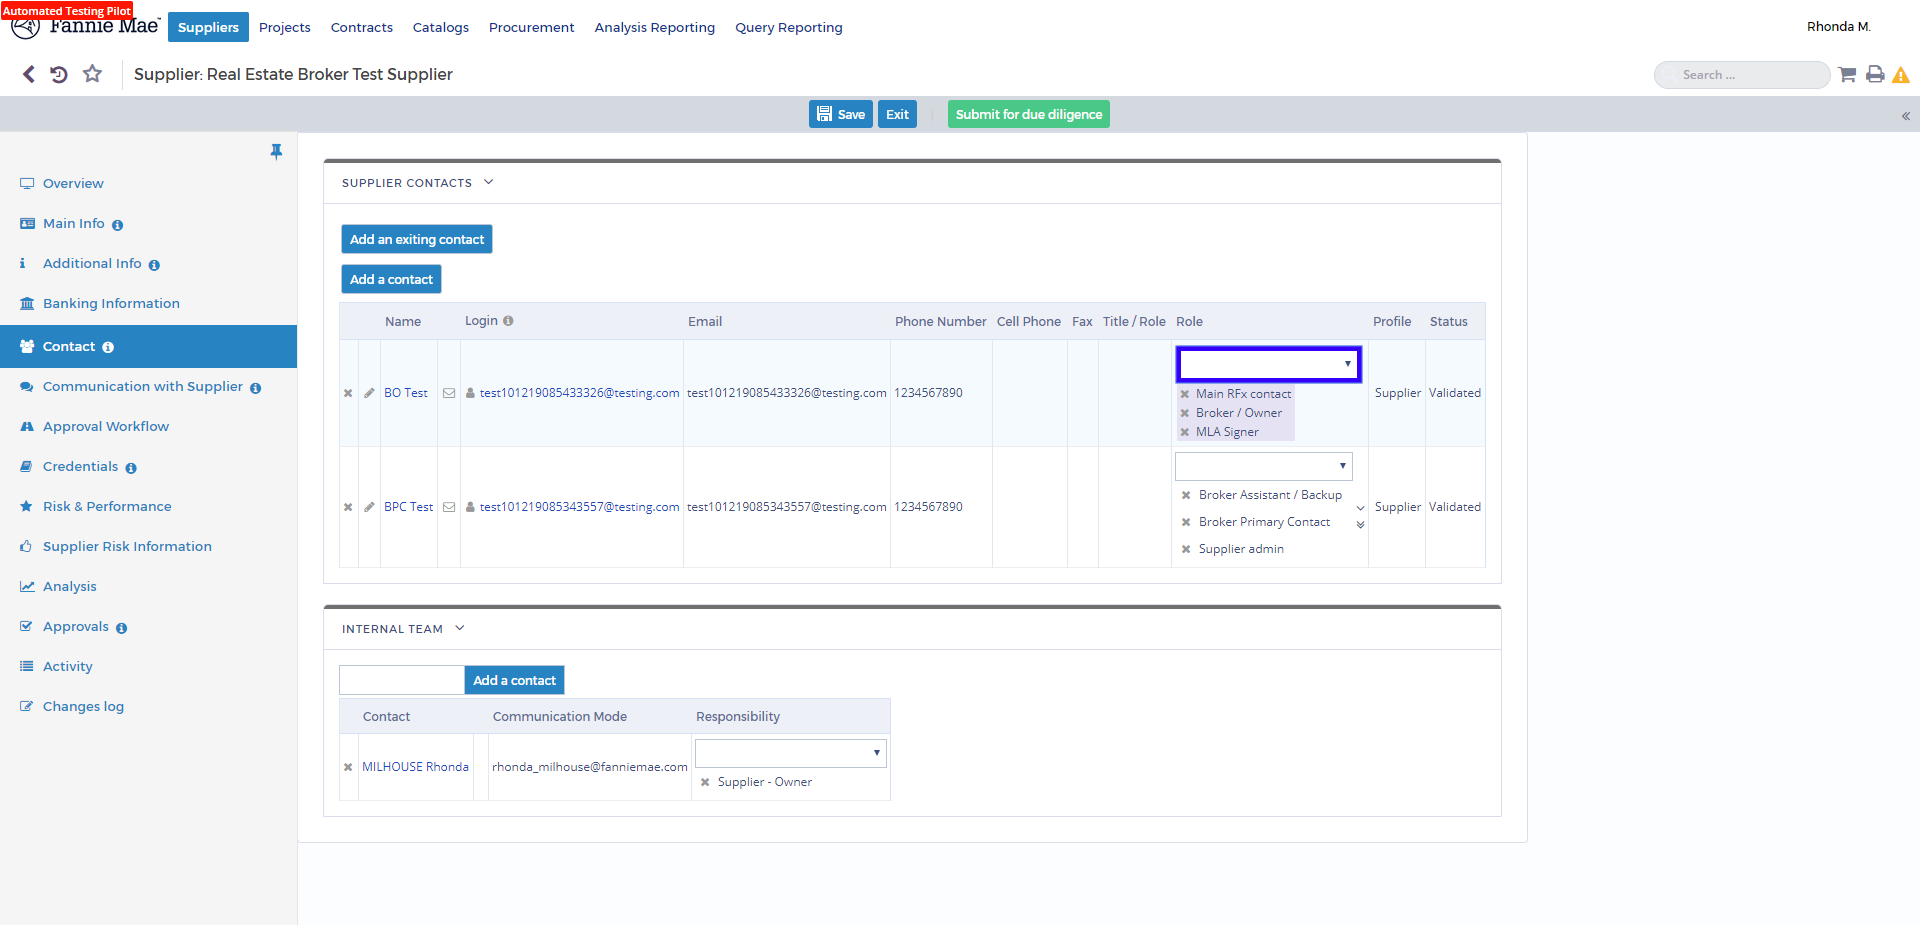 Automated Testing Pilot
Fannie Mae
Suppliers Projects Contracts Catalogs Procurement Analysis Reporting Query Reporting
Rhonda M.
Supplier: Real Estate Broker Test Supplier
Search ...
Save Exit Submit for due diligence
Overview
Main Info
Additional Info
Banking Information
Contact
Communication with Supplier
Approval Workflow
Credentials
Risk & Performance
Supplier Risk Information
Analysis
Approvals
Activity
Changes log
SUPPLIER CONTACTS
Add an exiting contact
Add a contact
Name Login Email Phone Number Cell Phone Fax Title / Role Role Profile Status
BO Test test101219085433326@testing.com test101219085433326@testing.com 1234567890 Supplier Validated
Main RFx contact
Broker / Owner
MLA Signer
BPC Test test101219085343557@testing.com test101219085343557@testing.com 1234567890 Supplier Validated
Broker Assistant / Backup
Broker Primary Contact
Supplier admin
INTERNAL TEAM
Add a contact
Contact Communication Mode Responsibility
MILHOUSE Rhonda rhonda_milhouse@fanniemae.com
Supplier - Owner